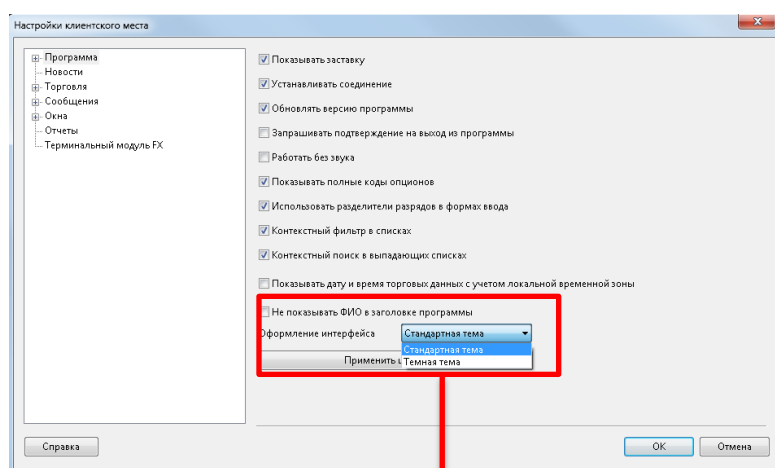 Настройки клиентского места
Программа
Новости
Торговля
Сообщения
Окна
Отчеты
Терминальный модуль FX
Показывать заставку
Устанавливать соединение
Обновлять версию программы
Запрашивать подтверждение на выход из программы
Работать без звука
Показывать полные коды опционов
Использовать разделители разрядов в формах ввода
Контекстный фильтр в списках
Контекстный поиск в выпадающих списках
Показывать дату и время торговых данных с учетом локальной временной зоны
Не показывать ФИО в заголовке программы
Оформление интерфейса Стандартная тема
Стандартная тема
Применить Темная тема
Справка ОК Отмена